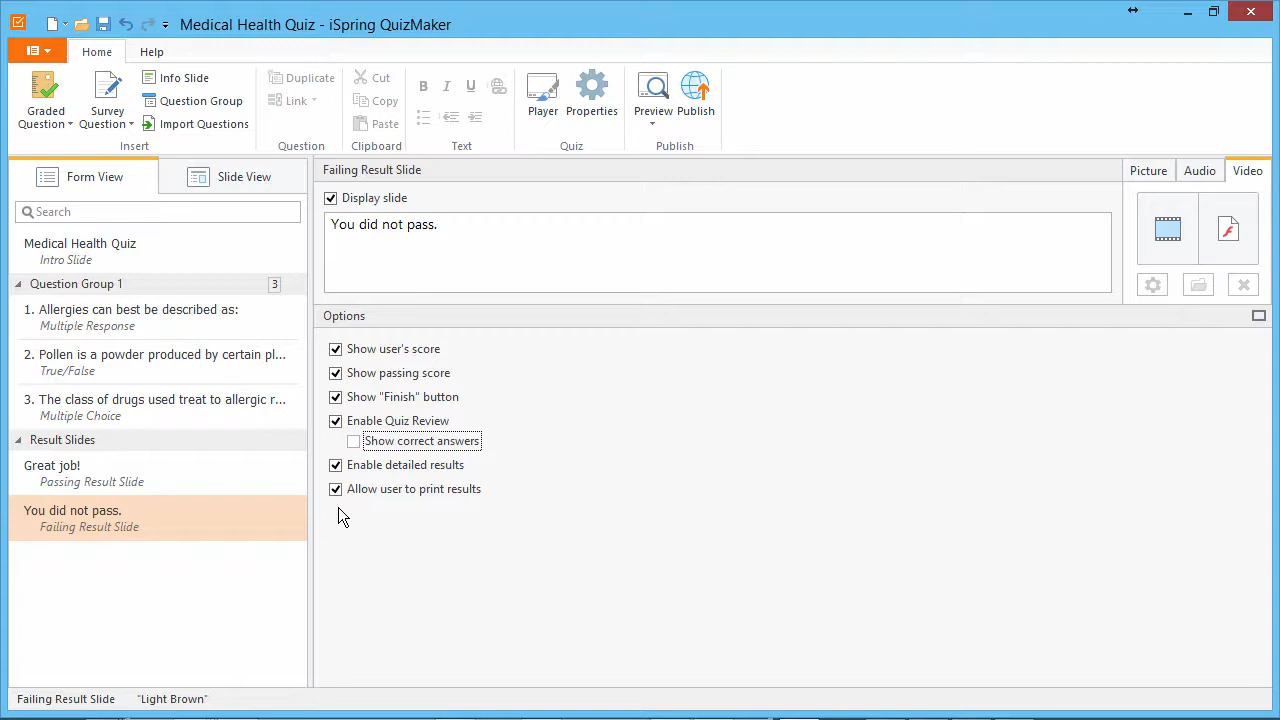 Medical Health Quiz - iSpring QuizMaker
Home
Help
Graded Question
Survey Question
Info Slide
Question Group
Import Questions
Insert
Duplicate
Link
Question
Cut
Copy
Paste
Clipboard
B I U
Text
Player
Properties
Quiz
Preview
Publish
Publish
Form View
Slide View
Search
Medical Health Quiz
Intro Slide
Question Group 1
3
1. Allergies can best be described as:
Multiple Response
2. Pollen is a powder produced by certain pl...
True/False
3. The class of drugs used treat to allergic r...
Multiple Choice
Result Slides
Great job!
Passing Result Slide
You did not pass.
Failing Result Slide
Failing Result Slide
Display slide
You did not pass.
Picture
Audio
Video
Options
Show user's score
Show passing score
Show "Finish" button
Enable Quiz Review
Show correct answers
Enable detailed results
Allow user to print results
Failing Result Slide
"Light Brown"